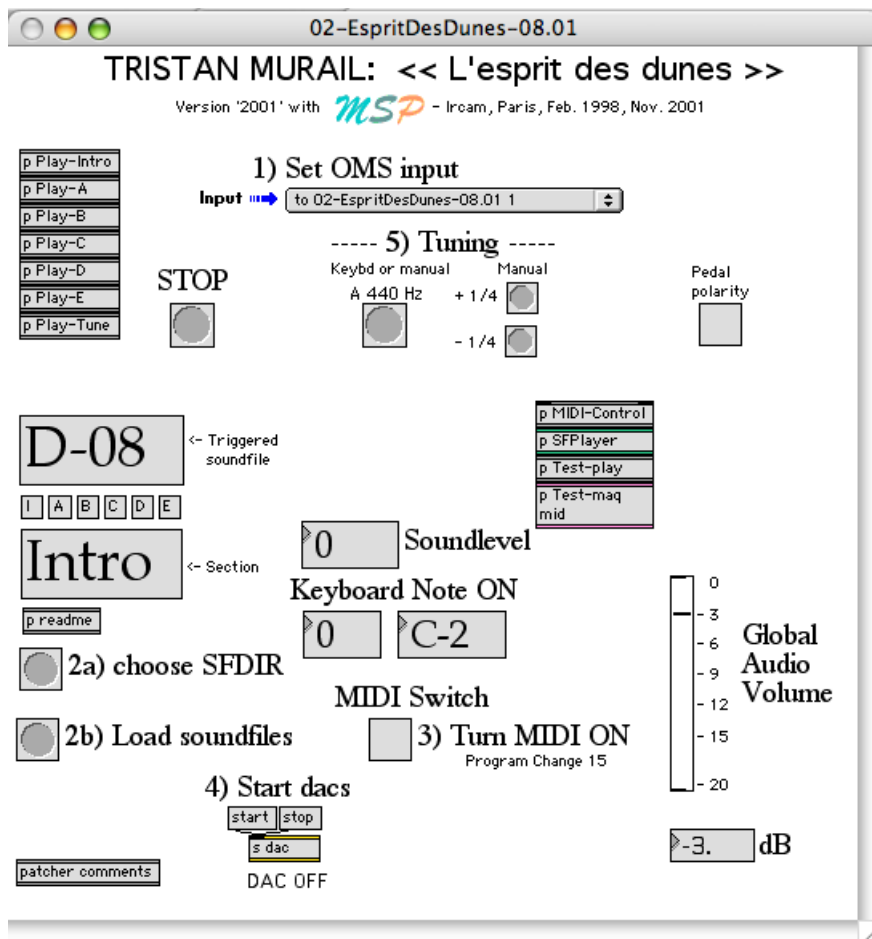 02-EspritDesDunes-08.01
TRISTAN MURAIL: << L'esprit des dunes >>
Version '2001' with MSP - Ircam, Paris, Feb. 1998, Nov. 2001
p Play-Intro
p Play-A
p Play-B
p Play-C
p Play-D
p Play-E
p Play-Tune
1) Set OMS input
Input to 02-EspritDesDunes-08.01 1
----- 5) Tuning -----
Keybd or manual
Manual
A 440 Hz
+ 1/4
- 1/4
STOP
Pedal
polarity
D-08
<- Triggered
soundfile
I A B C D E
Intro
<- Section
p readme
p MIDI-Control
p SFPlayer
p Test-play
p Test-maq
mid
0 Soundlevel
Keyboard Note ON
0 C-2
2a) choose SFDIR
2b) Load soundfiles
MIDI Switch
3) Turn MIDI ON
Program Change 15
4) Start dacs
start stop
s dac
DAC OFF
patcher comments
0
- 3
- 6
- 9
- 12
- 15
- 20
Global
Audio
Volume
-3. dB